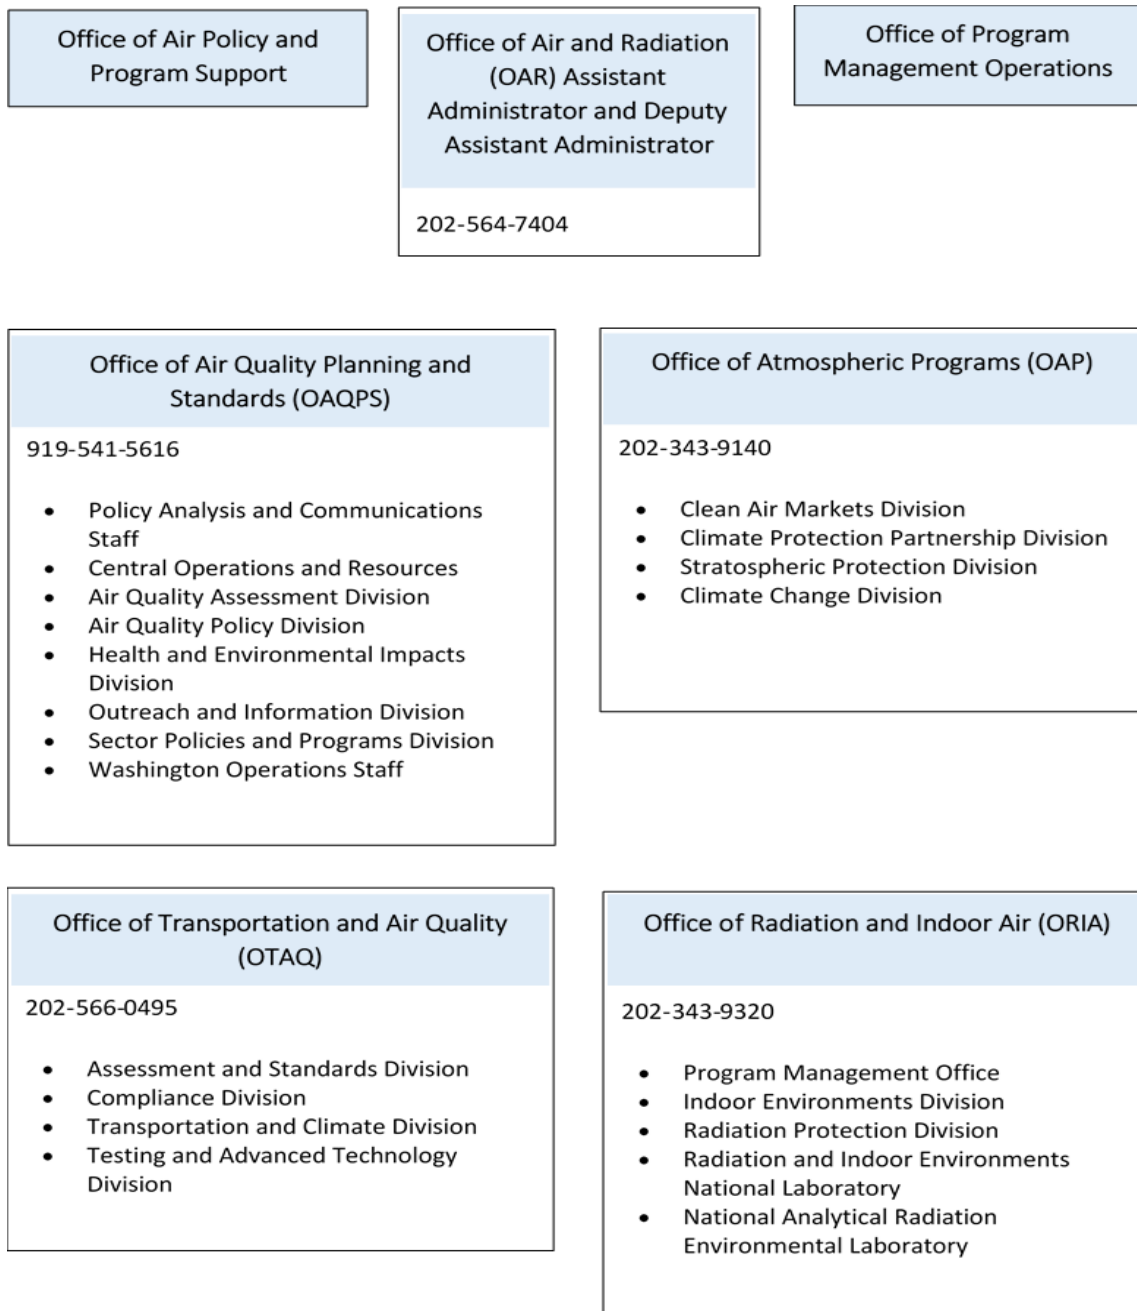 Office of Air Policy and
Program Support
Office of Air and Radiation
(OAR) Assistant
Administrator and Deputy
Assistant Administrator
202-564-7404
Office of Program
Management Operations
Office of Air Quality Planning and
Standards (OAQPS)
919-541-5616
• Policy Analysis and Communications
Staff
• Central Operations and Resources
• Air Quality Assessment Division
• Air Quality Policy Division
• Health and Environmental Impacts
Division
• Outreach and Information Division
• Sector Policies and Programs Division
• Washington Operations Staff
Office of Atmospheric Programs (OAP)
202-343-9140
• Clean Air Markets Division
• Climate Protection Partnership Division
• Stratospheric Protection Division
• Climate Change Division
Office of Transportation and Air Quality
(OTAQ)
202-566-0495
• Assessment and Standards Division
• Compliance Division
• Transportation and Climate Division
• Testing and Advanced Technology
Division
Office of Radiation and Indoor Air (ORIA)
202-343-9320
• Program Management Office
• Indoor Environments Division
• Radiation Protection Division
• Radiation and Indoor Environments
National Laboratory
• National Analytical Radiation
Environmental Laboratory